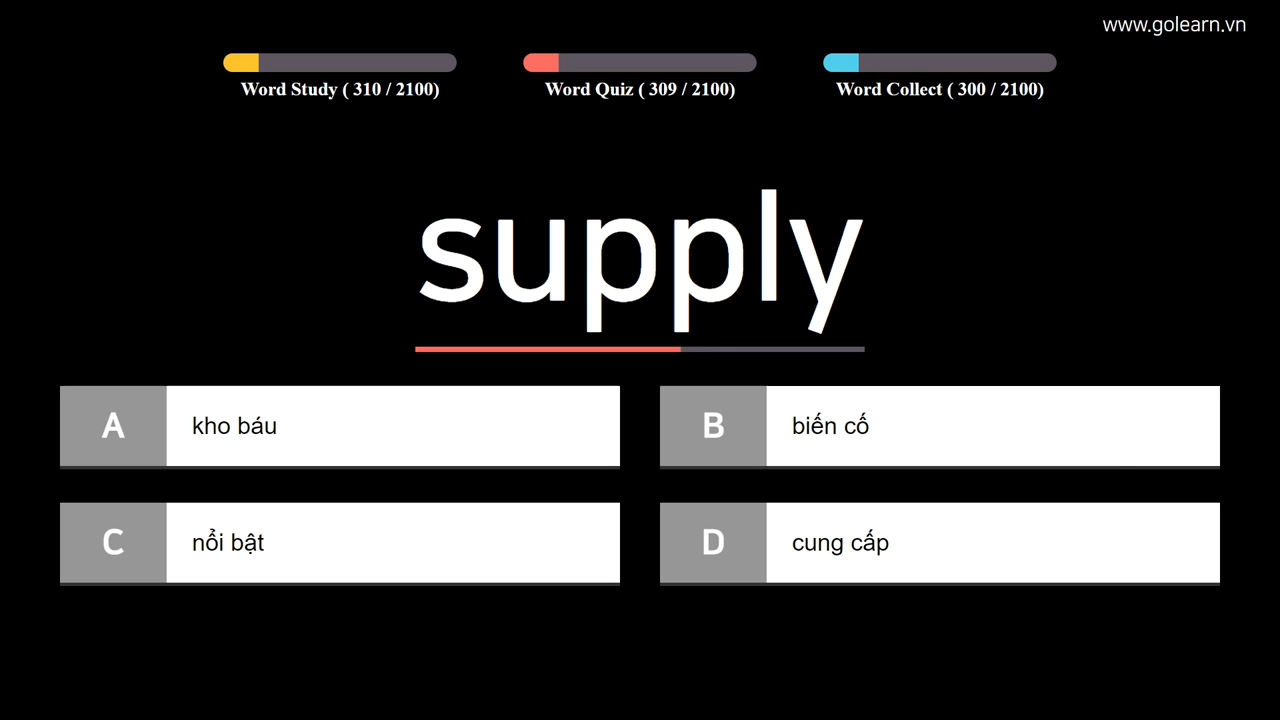 www.golearn.vn
Word Study ( 310 / 2100)
Word Quiz ( 309 / 2100)
Word Collect ( 300 / 2100)
supply
A kho báu
B biến cố
C nổi bật
D cung cấp